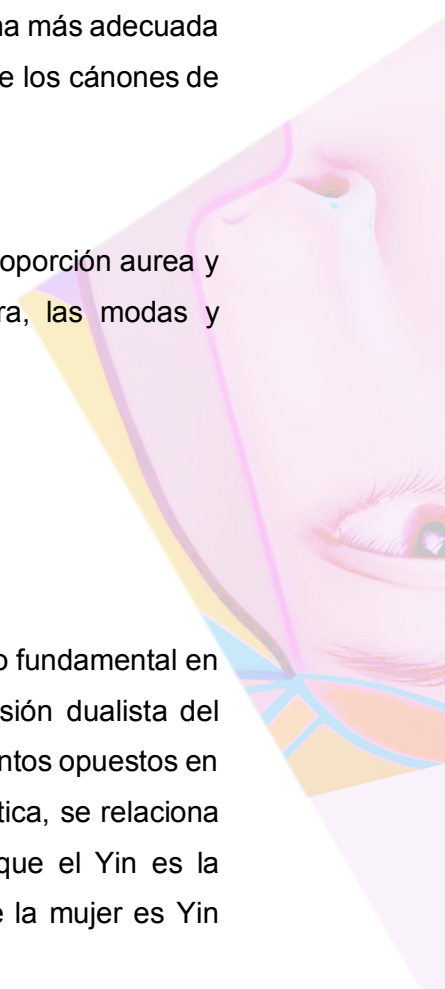 más adecuada
e los cánones de
oporción aurea y
ra, las modas y
o fundamental en
sión dualista del
ntos opuestos en
tica, se relaciona
que el Yin es la
e la mujer es Yin